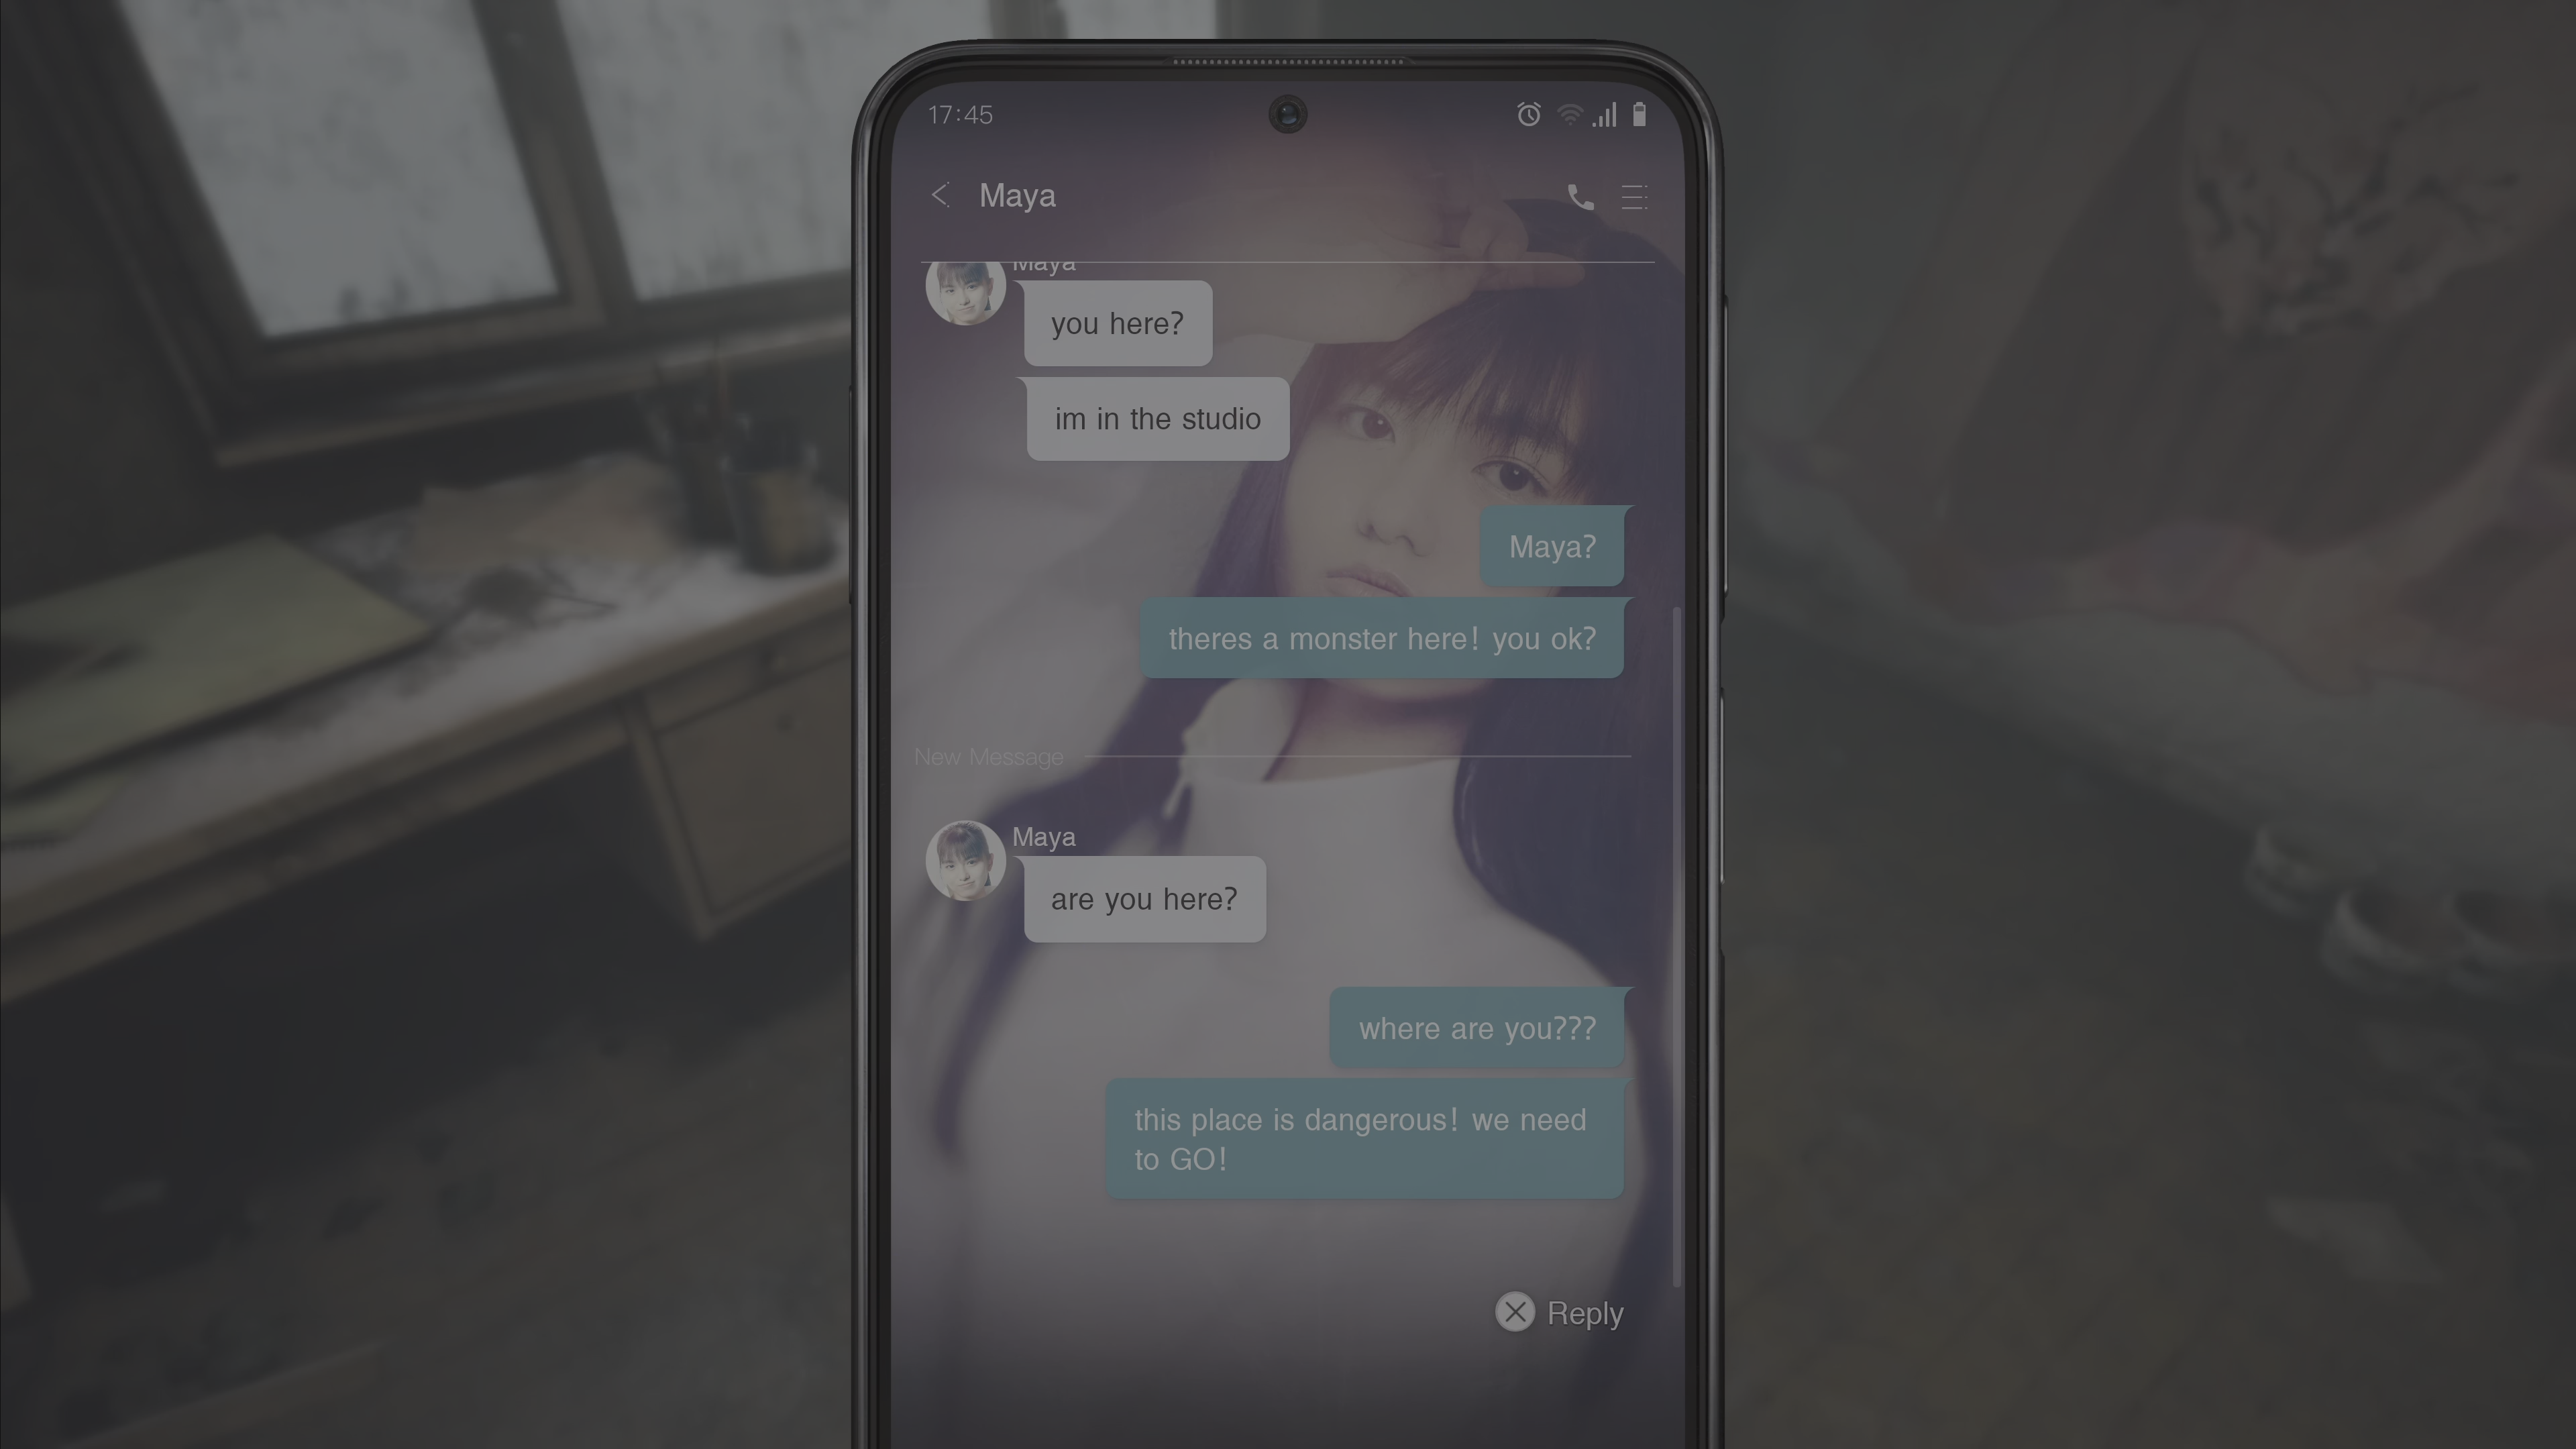 17:45
Maya
Maya
you here?
im in the studio
Maya?
theres a monster here! you ok?
New Message
Maya
are you here?
where are you???
this place is dangerous! we need
to GO!
Reply